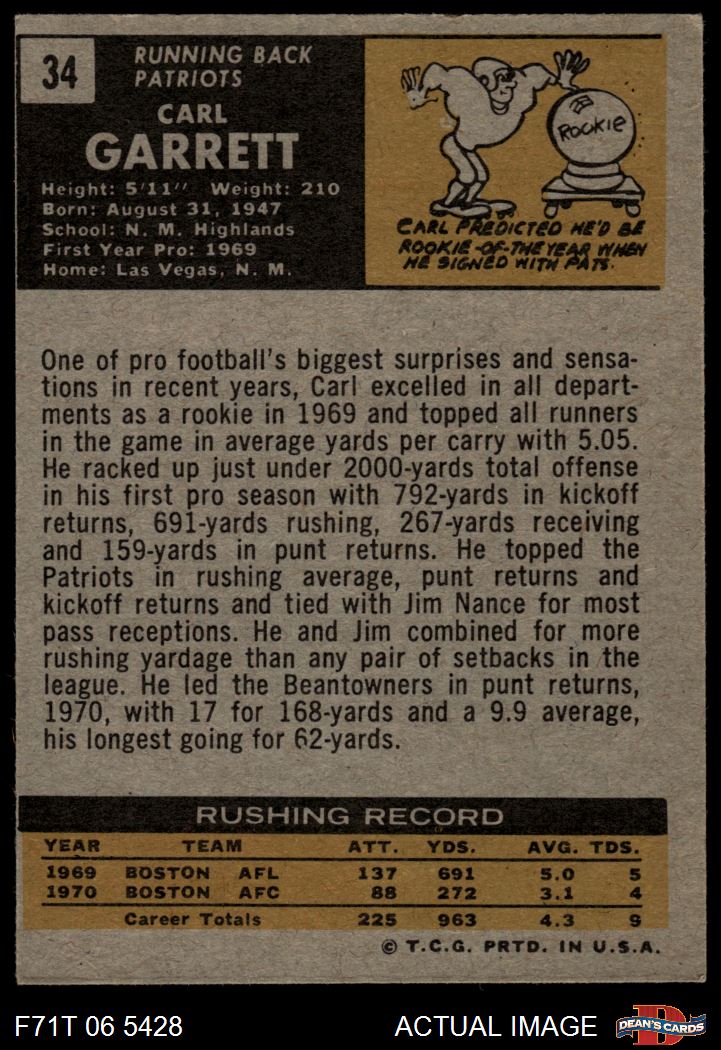 34
RUNNING BACK
PATRIOTS
CARL
GARRETT
Height: 5'11" Weight: 210
Born: August 31, 1947
School: N. M. Highlands
First Year Pro: 1969
Home: Las Vegas, N. M.
ROOKIE
CARL PREDICTED HE'D BE
ROOKIE-OF-THE YEAR WHEN
HE SIGNED WITH PATS.
One of pro football's biggest surprises and sensa-
tions in recent years, Carl excelled in all depart-
ments as a rookie in 1969 and topped all runners
in the game in average yards per carry with 5.05.
He racked up just under 2000-yards total offense
in his first pro season with 792-yards in kickoff
returns, 691-yards rushing, 267-yards receiving
and 159-yards in punt returns. He topped the
Patriots in rushing average, punt returns and
kickoff returns and tied with Jim Nance for most
pass receptions. He and Jim combined for more
rushing yardage than any pair of setbacks in the
league. He led the Beantowners in punt returns,
1970, with 17 for 168-yards and a 9.9 average,
his longest going for 62-yards.
RUSHING RECORD
YEAR TEAM ATT. YDS. AVG. TDS.
1969 BOSTON AFL 137 691 5.0 5
1970 BOSTON AFC 88 272 3.1 4
Career Totals 225 963 4.3 9
© T.C.G. PRTD. IN U.S.A.
F71T 06 5428 ACTUAL IMAGE
D
DEAN'S CARDS